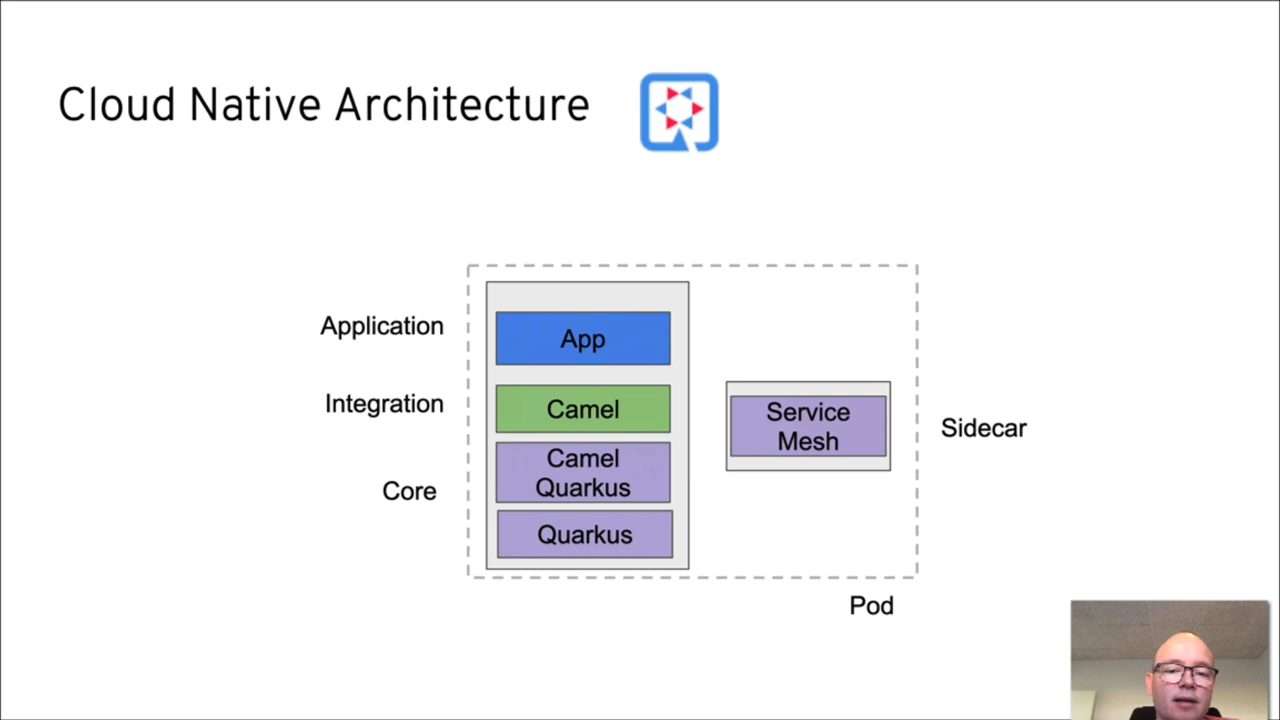 Cloud Native Architecture
Application
App
Integration
Camel
Core
Camel
Quarkus
Quarkus
Service
Mesh
Sidecar
Pod